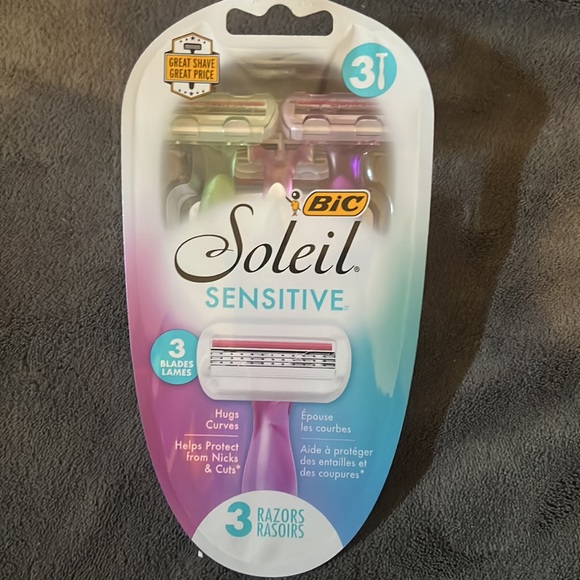 GREAT SHAVE
GREAT PRICE
3
BiC
Soleil®
SENSITIVE™
3
BLADES
LAMES
Hugs
Curves
Helps Protect
from Nicks
& Cuts*
Épouse
les courbes
Aide à protéger
des entailles et
des coupures*
3 RAZORS
RASOIRS